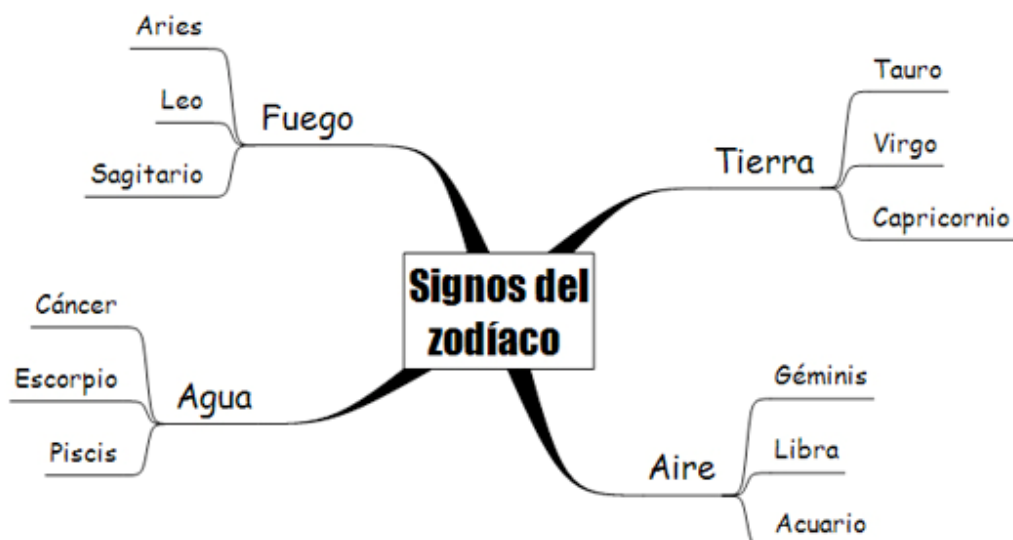 Signos del
zodíaco
Fuego
Aries
Leo
Sagitario
Tierra
Tauro
Virgo
Capricornio
Agua
Cáncer
Escorpio
Piscis
Aire
Géminis
Libra
Acuario